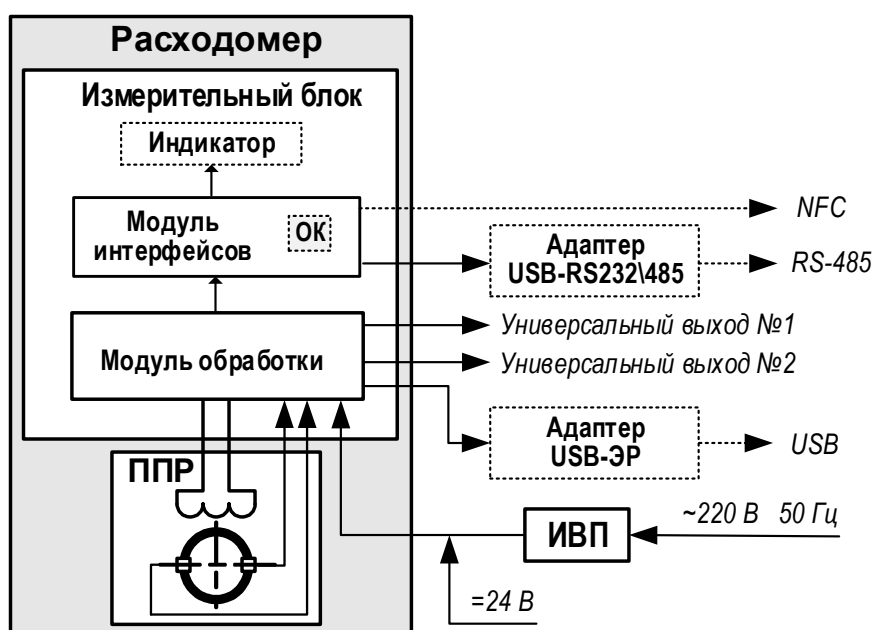 Расходомер
Измерительный блок
Индикатор
Модуль
интерфейсов
ОК
NFC
Адаптер
USB-RS232\485
RS-485
Универсальный выход №1
Модуль обработки
Универсальный выход №2
Адаптер
USB-ЭР
USB
ППР
ИВП
~220 В 50 Гц
=24 В